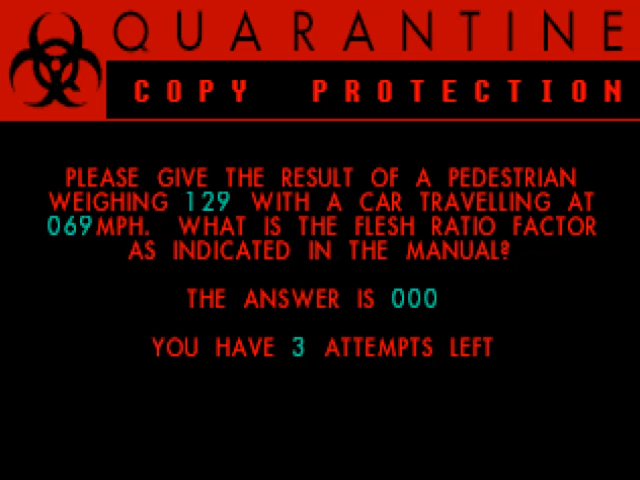 QUARANTINE
COPY PROTECTION
PLEASE GIVE THE RESULT OF A PEDESTRIAN
WEIGHING 129 WITH A CAR TRAVELLING AT
069MPH. WHAT IS THE FLESH RATIO FACTOR
AS INDICATED IN THE MANUAL?
THE ANSWER IS 000
YOU HAVE 3 ATTEMPTS LEFT